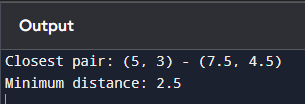 Output
Closest pair: (5, 3) - (7.5, 4.5)
Minimum distance: 2.5